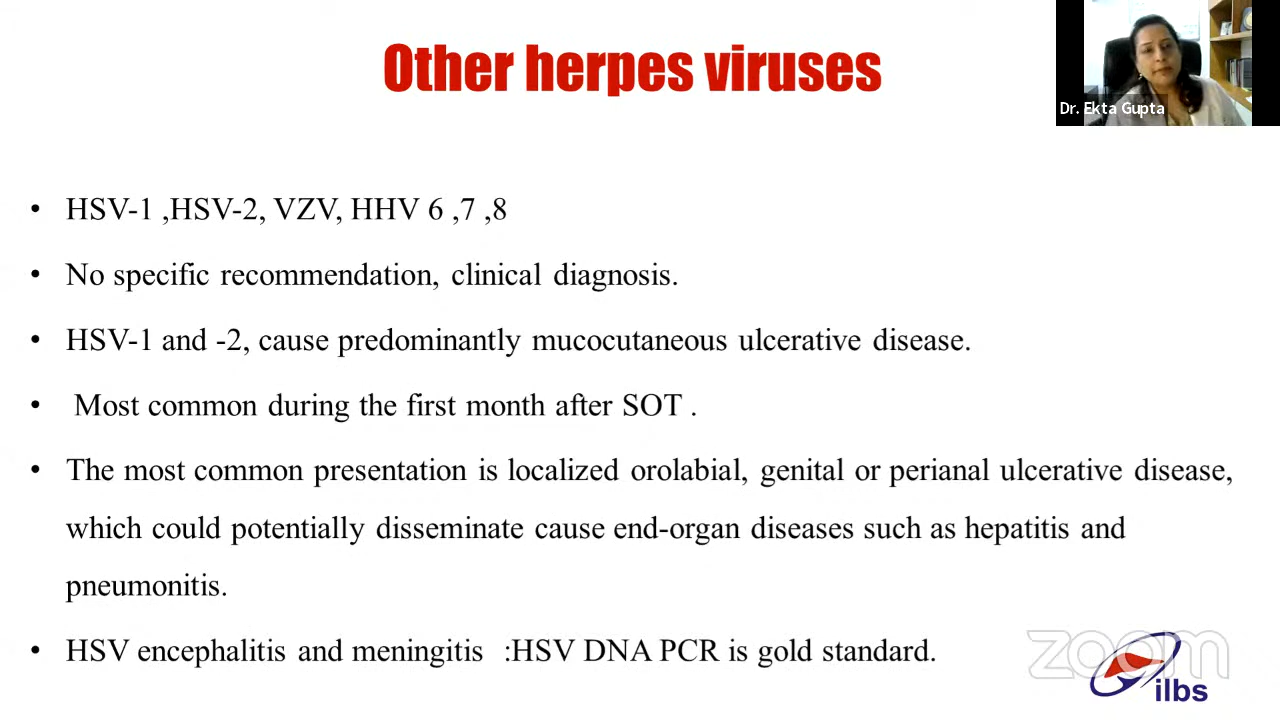 Other herpes viruses
Dr. Ekta Gupta
• HSV-1 ,HSV-2, VZV, HHV 6 ,7 ,8
• No specific recommendation, clinical diagnosis.
• HSV-1 and -2, cause predominantly mucocutaneous ulcerative disease.
• Most common during the first month after SOT .
• The most common presentation is localized orolabial, genital or perianal ulcerative disease,
which could potentially disseminate cause end-organ diseases such as hepatitis and
pneumonitis.
• HSV encephalitis and meningitis :HSV DNA PCR is gold standard.
zoom
ilbs